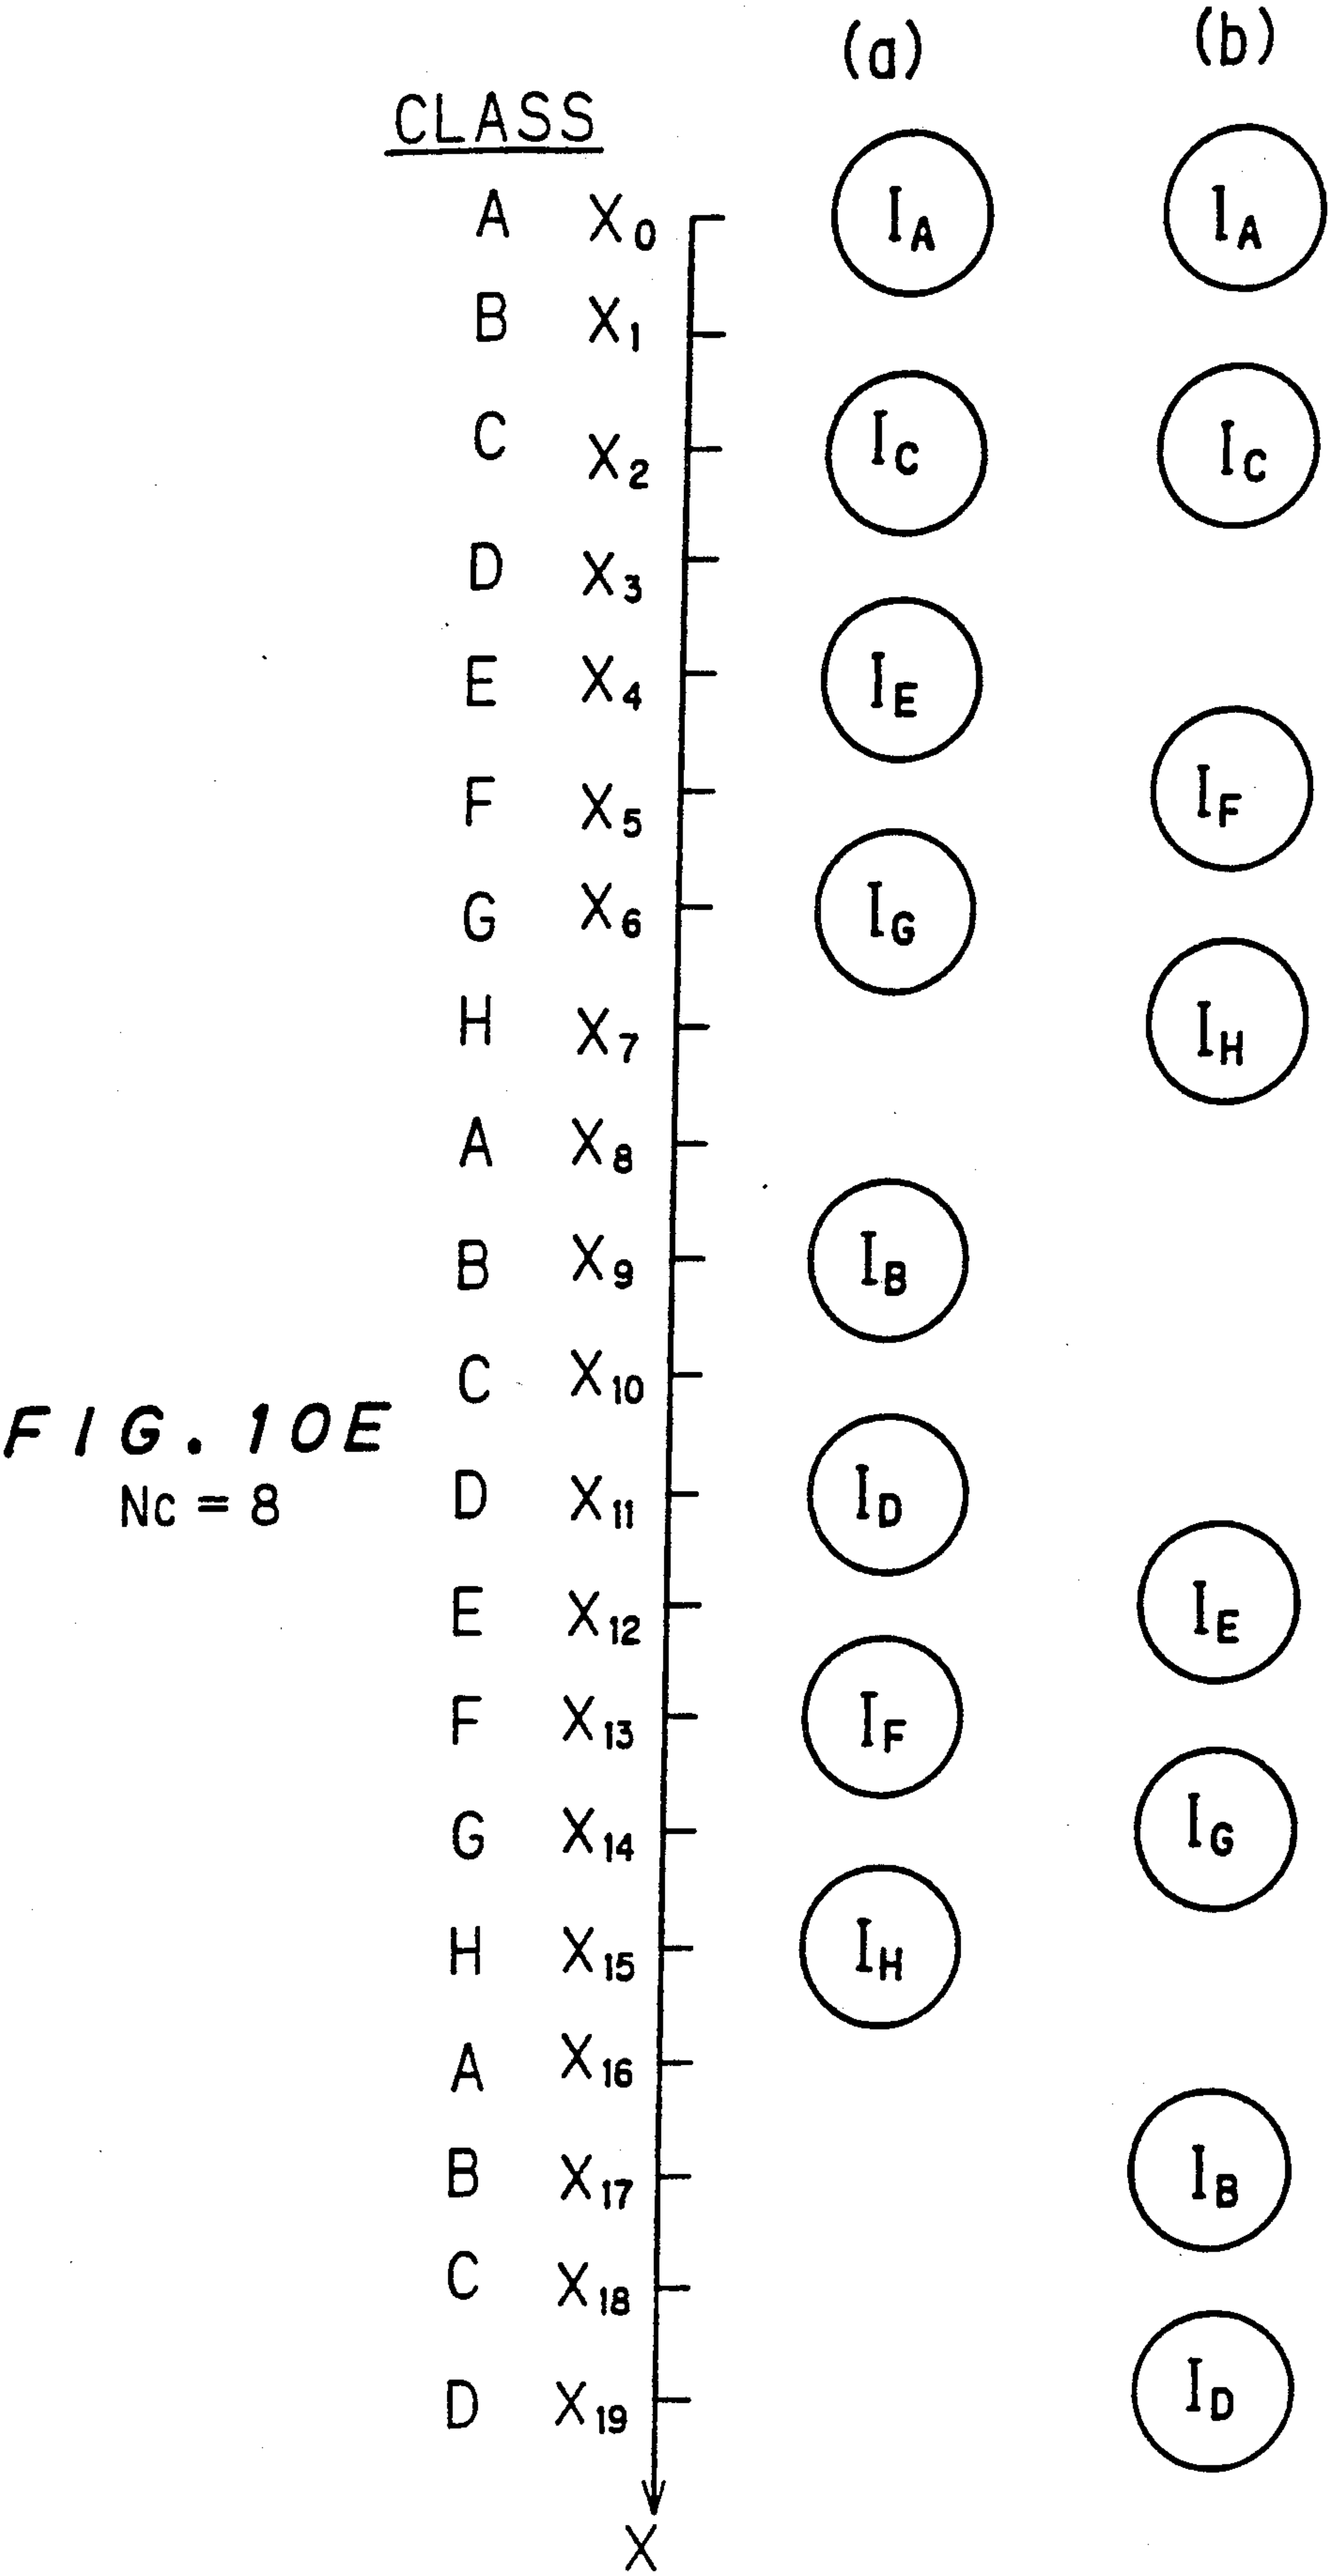 (a) (b)
CLASS
A X0 IA IA
B X1
C X2 IC IC
D X3
E X4 IE
F X5 IF
G X6 IG
H X7 IH
A X8
B X9 IB
C X10
FIG. 10E
Nc = 8
D X11 ID
E X12 IE
F X13 IF
G X14 IG
H X15 IH
A X16
B X17 IB
C X18
D X19 ID
X